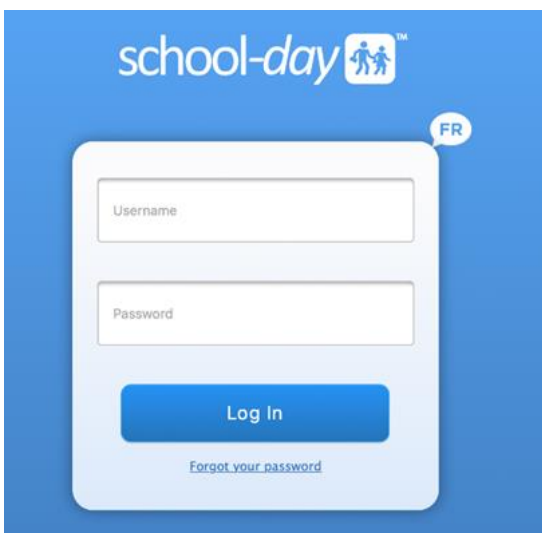 school-day™
FR
Username
Password
Log In
Forgot your password